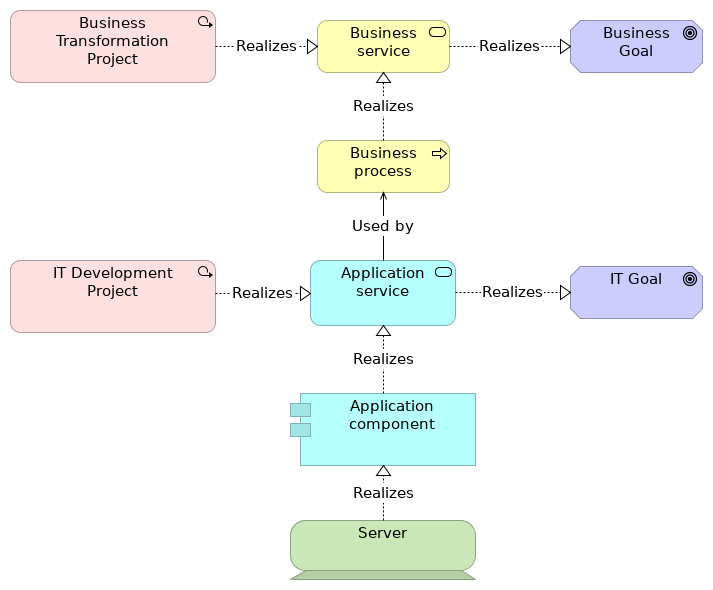 Business
Transformation
Project
Realizes
Business
service
Realizes
Business
Goal
Realizes
Business
process
Used by
IT Development
Project
Realizes
Application
service
Realizes
IT Goal
Realizes
Application
component
Realizes
Server